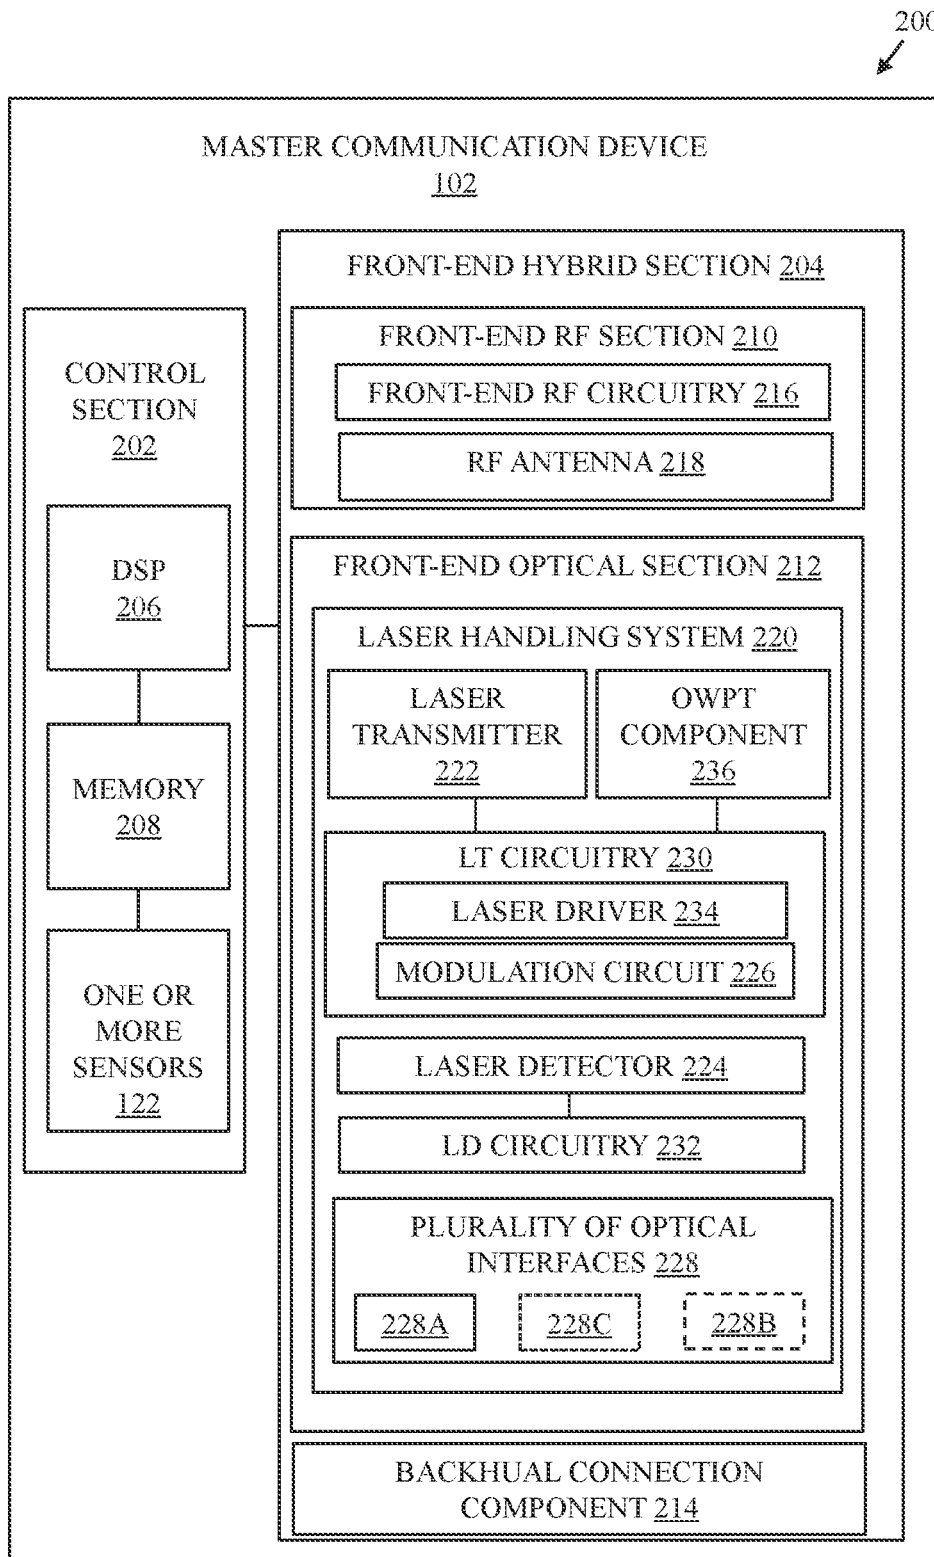 200
MASTER COMMUNICATION DEVICE
102
FRONT-END HYBRID SECTION 204
FRONT-END RF SECTION 210
FRONT-END RF CIRCUITRY 216
RF ANTENNA 218
CONTROL
SECTION
202
DSP
206
MEMORY
208
ONE OR
MORE
SENSORS
122
FRONT-END OPTICAL SECTION 212
LASER HANDLING SYSTEM 220
LASER
TRANSMITTER
222
OWPT
COMPONENT
236
LT CIRCUITRY 230
LASER DRIVER 234
MODULATION CIRCUIT 226
LASER DETECTOR 224
LD CIRCUITRY 232
PLURALITY OF OPTICAL
INTERFACES 228
228A
228C
228B
BACKHUAL CONNECTION
COMPONENT 214